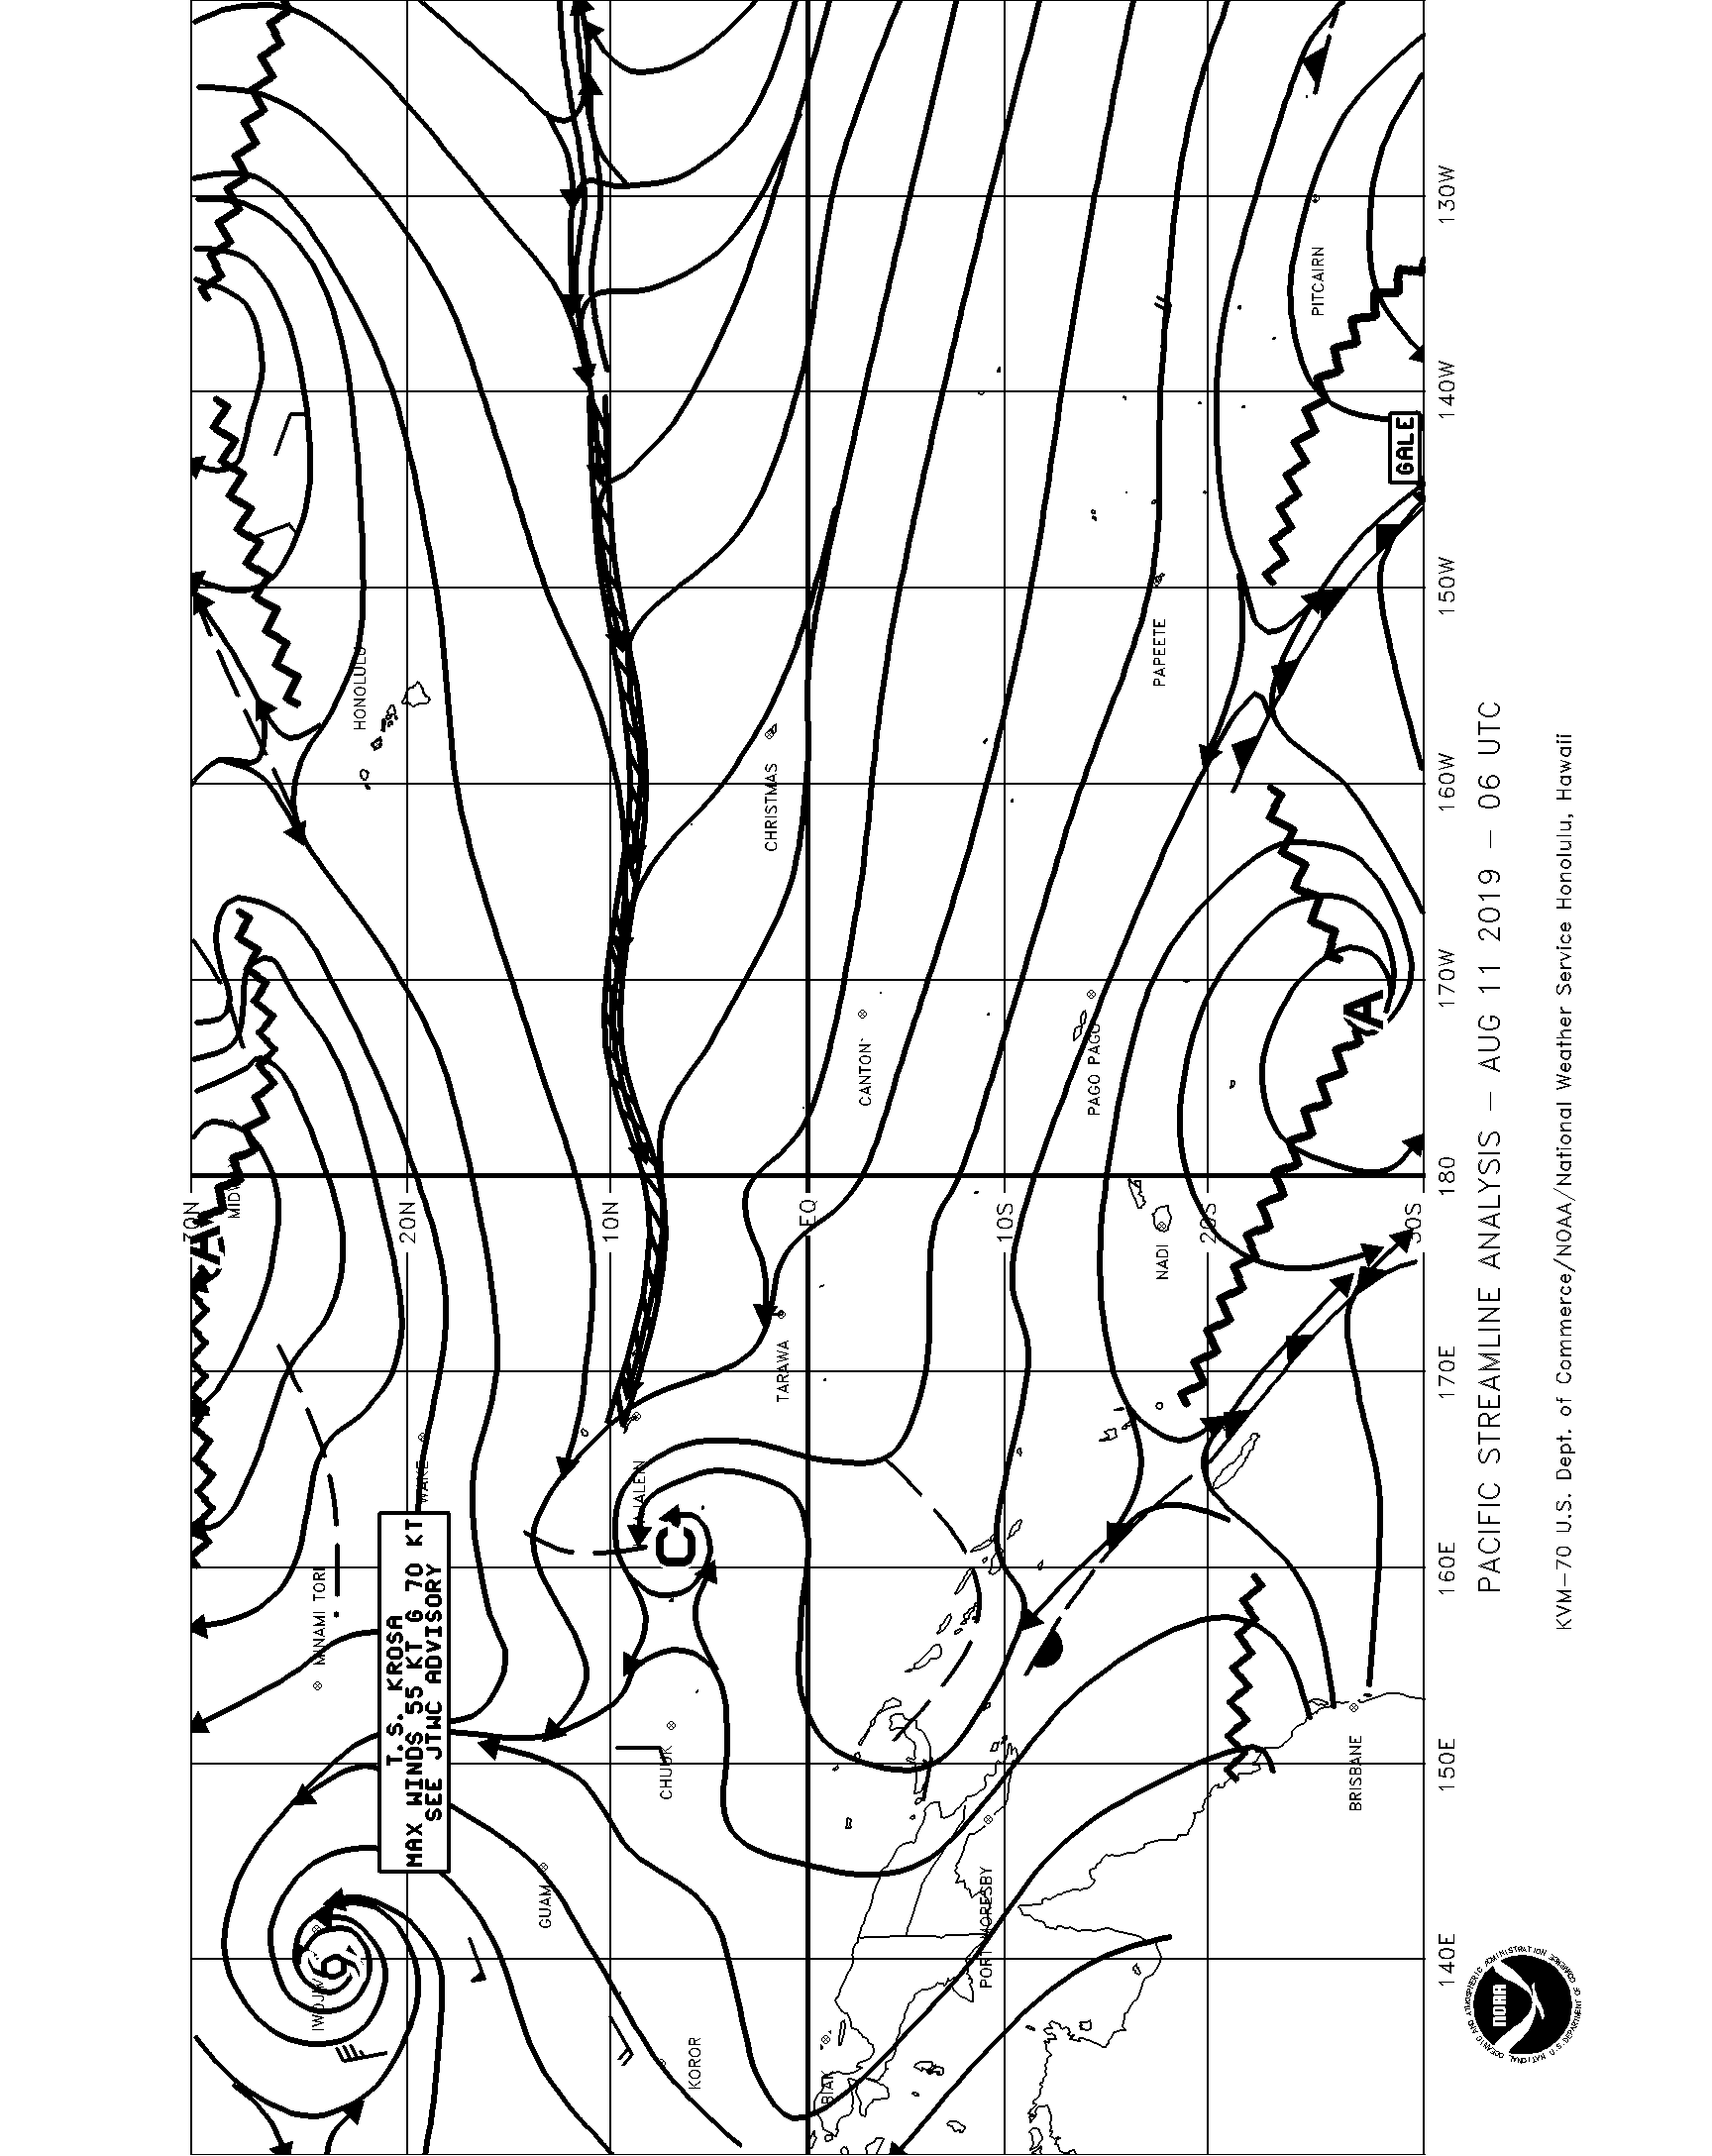 30N
20N
10N
EQ
10S
20S
30S
140E
150E
160E
170E
180
170W
160W
150W
140W
130W
T.S. KROSA
MAX WINDS 55 KT G 70 KT
SEE JTWC ADVISORY
GALE
A
A
C
HONOLULU
CHRISTMAS
CANTON
PAGO PAGO
PAPEETE
PITCAIRN
NADI
TARAWA
WAKE
MINAMI TORI
CHUUK
GUAM
KOROR
BIAK
PORT MORESBY
BRISBANE
PACIFIC STREAMLINE ANALYSIS – AUG 11 2019 – 06 UTC
KVM–70 U.S. Dept. of Commerce/NOAA/National Weather Service Honolulu, Hawaii
NOAA
NATIONAL OCEANIC AND ATMOSPHERIC ADMINISTRATION
U.S. DEPARTMENT OF COMMERCE